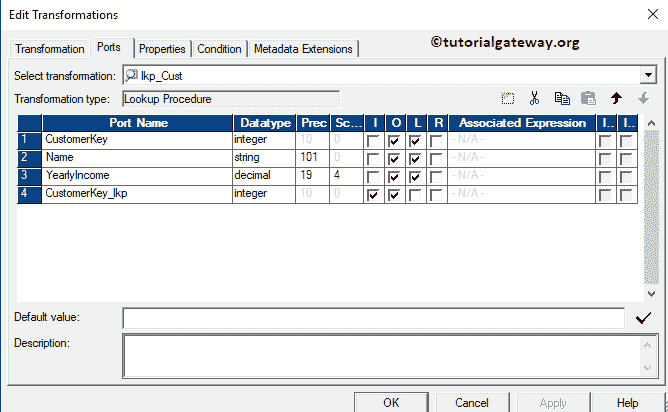 Edit Transformations
Transformation Ports Properties Condition Metadata Extensions
©tutorialgateway.org
Select transformation: lkp_Cust
Transformation type: Lookup Procedure
Port Name Datatype Prec Sc... I O L R Associated Expression I.. I..
1 CustomerKey integer 10 0 - N/A -
2 Name string 101 0 - N/A -
3 YearlyIncome decimal 19 4 - N/A -
4 CustomerKey_lkp integer 10 0 - N/A -
Default value:
Description:
OK Cancel Apply Help